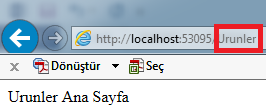 http://localhost:53095/Urunler
x Dönüştür Seç
Urunler Ana Sayfa